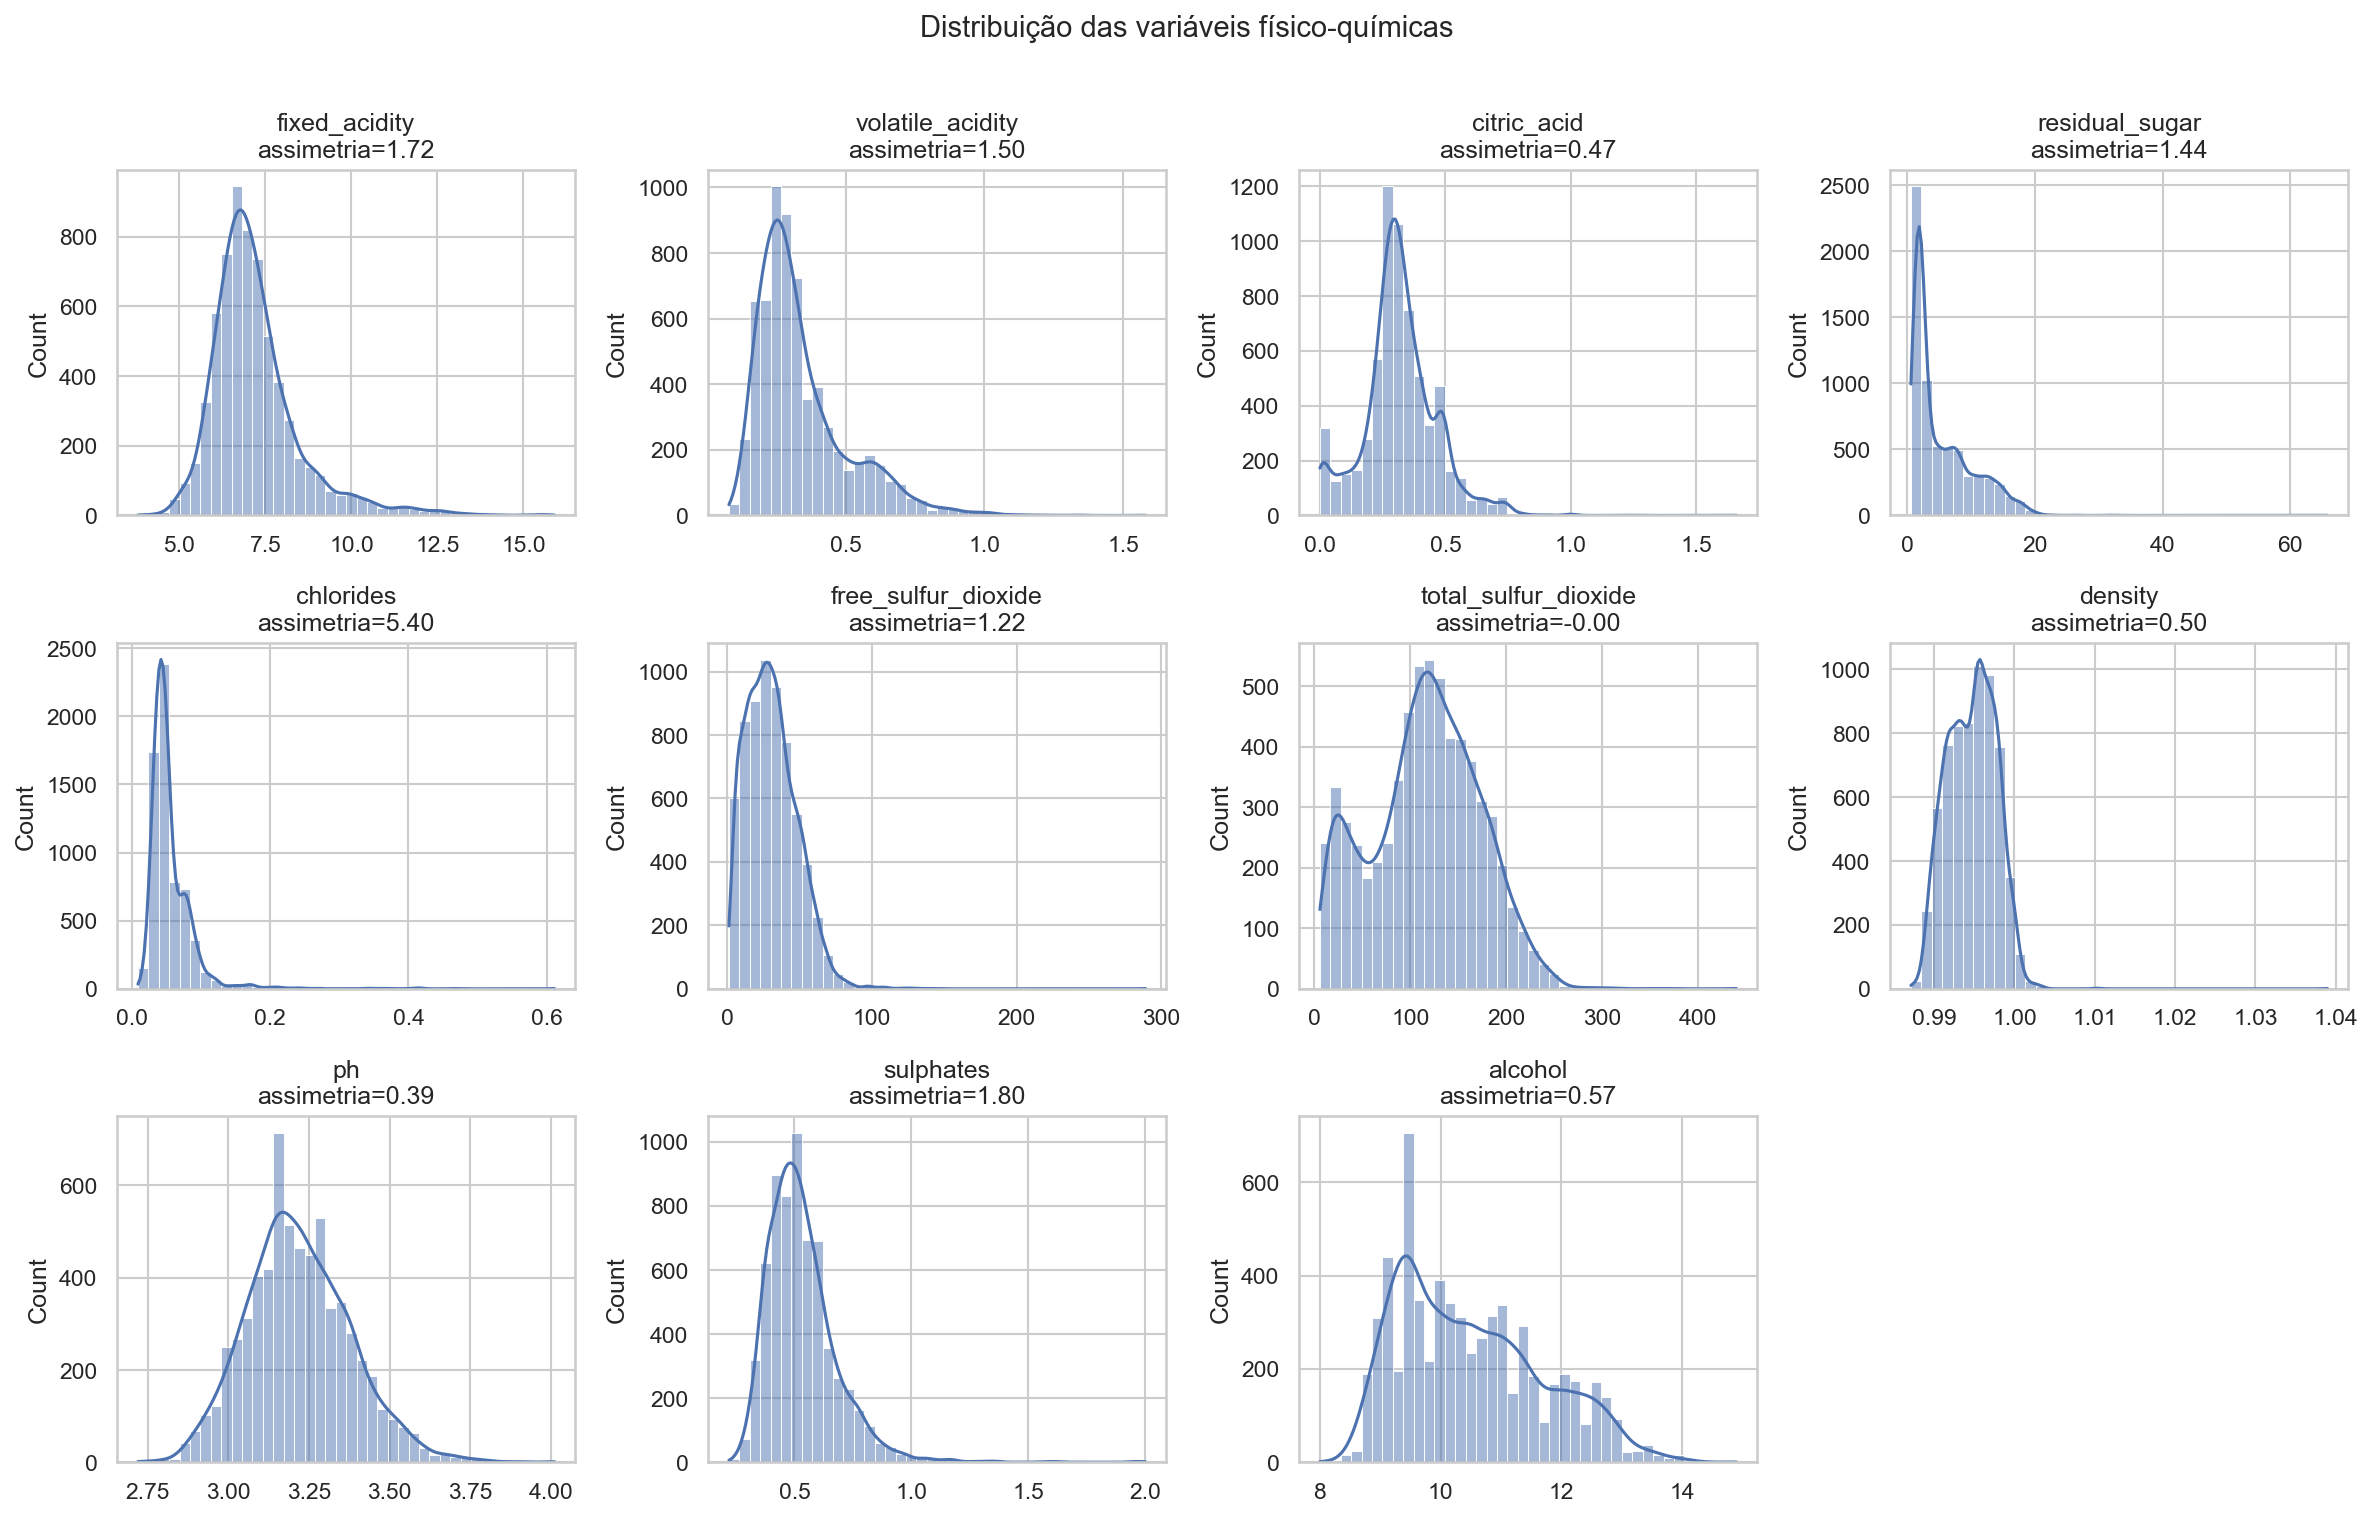 Distribuição das variáveis físico-químicas
fixed_acidity
assimetria=1.72
volatile_acidity
assimetria=1.50
citric_acid
assimetria=0.47
residual_sugar
assimetria=1.44
Count
800
600
400
200
0
5.0 7.5 10.0 12.5 15.0
Count
1000
800
600
400
200
0
0.5 1.0 1.5
Count
1200
1000
800
600
400
200
0
0.0 0.5 1.0 1.5
Count
2500
2000
1500
1000
500
0
0 20 40 60
chlorides
assimetria=5.40
free_sulfur_dioxide
assimetria=1.22
total_sulfur_dioxide
assimetria=-0.00
density
assimetria=0.50
Count
2500
2000
1500
1000
500
0
0.0 0.2 0.4 0.6
Count
1000
800
600
400
200
0
0 100 200 300
Count
500
400
300
200
100
0
0 100 200 300 400
Count
1000
800
600
400
200
0
0.99 1.00 1.01 1.02 1.03 1.04
ph
assimetria=0.39
sulphates
assimetria=1.80
alcohol
assimetria=0.57
Count
600
400
200
0
2.75 3.00 3.25 3.50 3.75 4.00
Count
1000
800
600
400
200
0
0.5 1.0 1.5 2.0
Count
600
400
200
0
8 10 12 14